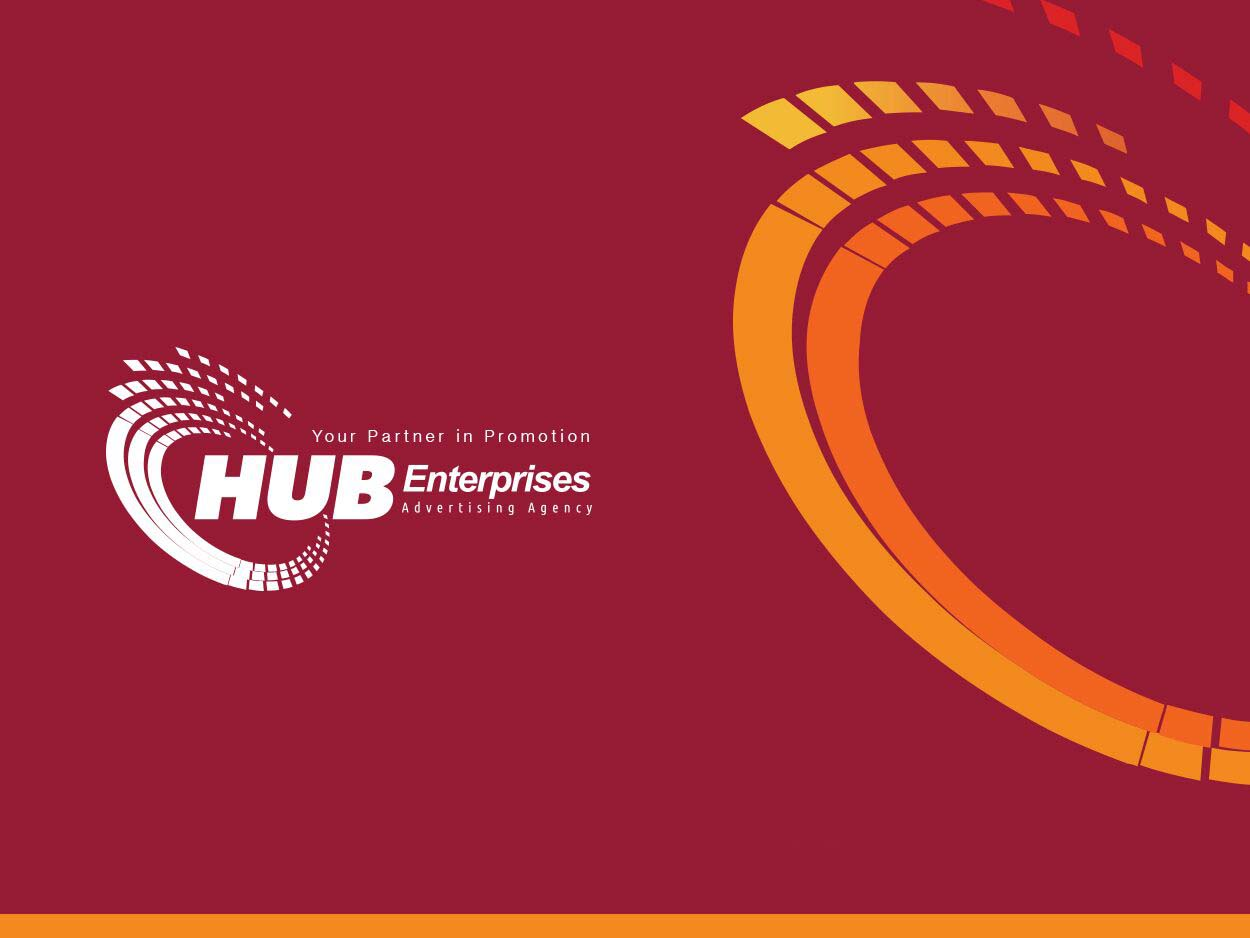 Your Partner in Promotion
HUB Enterprises
Advertising Agency